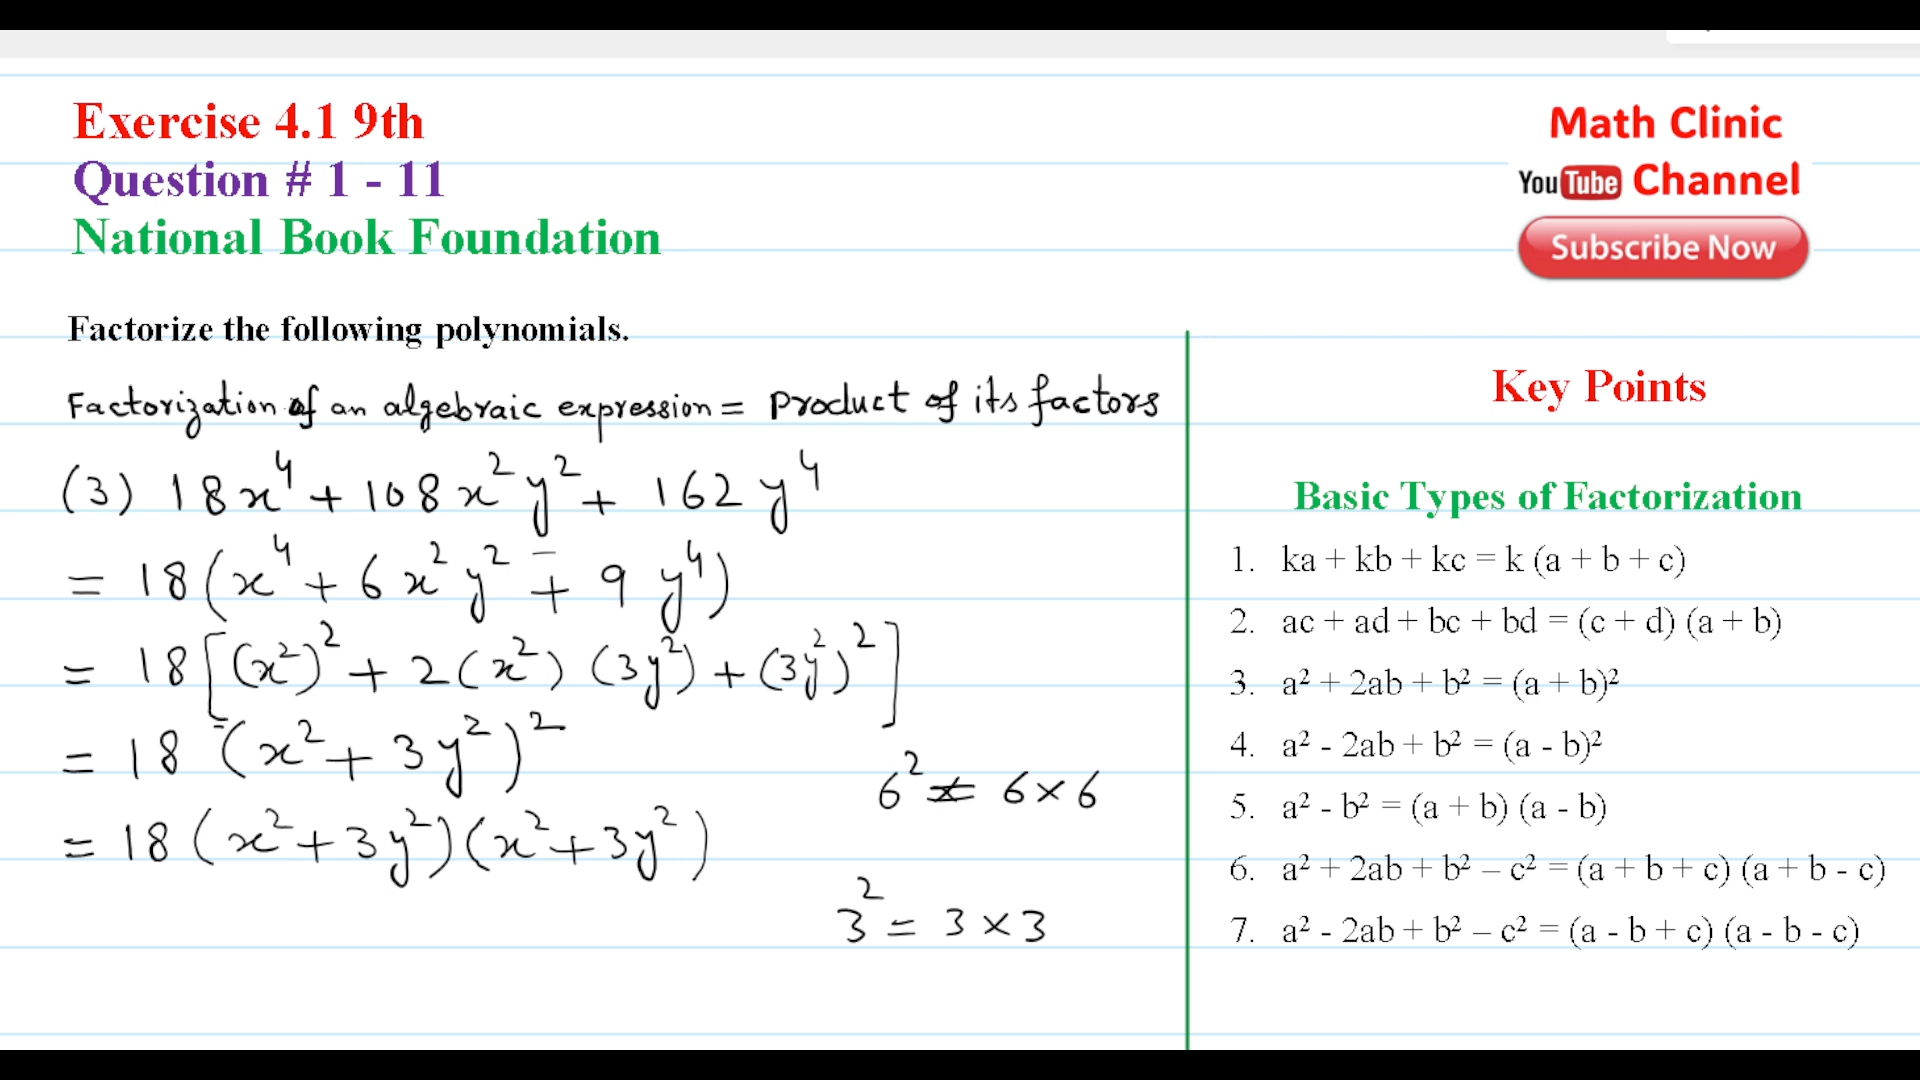 Exercise 4.1 9th
Question # 1 - 11
National Book Foundation
Math Clinic
YouTube Channel
Subscribe Now
Factorize the following polynomials.
Factorization of an algebraic expression = Product of its factors
(3) 18x⁴ + 108x²y² + 162y⁴
= 18(x⁴ + 6x²y² + 9y⁴)
= 18[(x²)² + 2(x²)(3y²) + (3y²)²]
= 18(x² + 3y²)²
= 18(x² + 3y²)(x² + 3y²)
6² = 6×6
3² = 3×3
Key Points
Basic Types of Factorization
1. ka + kb + kc = k (a + b + c)
2. ac + ad + bc + bd = (c + d) (a + b)
3. a² + 2ab + b² = (a + b)²
4. a² - 2ab + b² = (a - b)²
5. a² - b² = (a + b) (a - b)
6. a² + 2ab + b² – c² = (a + b + c) (a + b - c)
7. a² - 2ab + b² – c² = (a - b + c) (a - b - c)